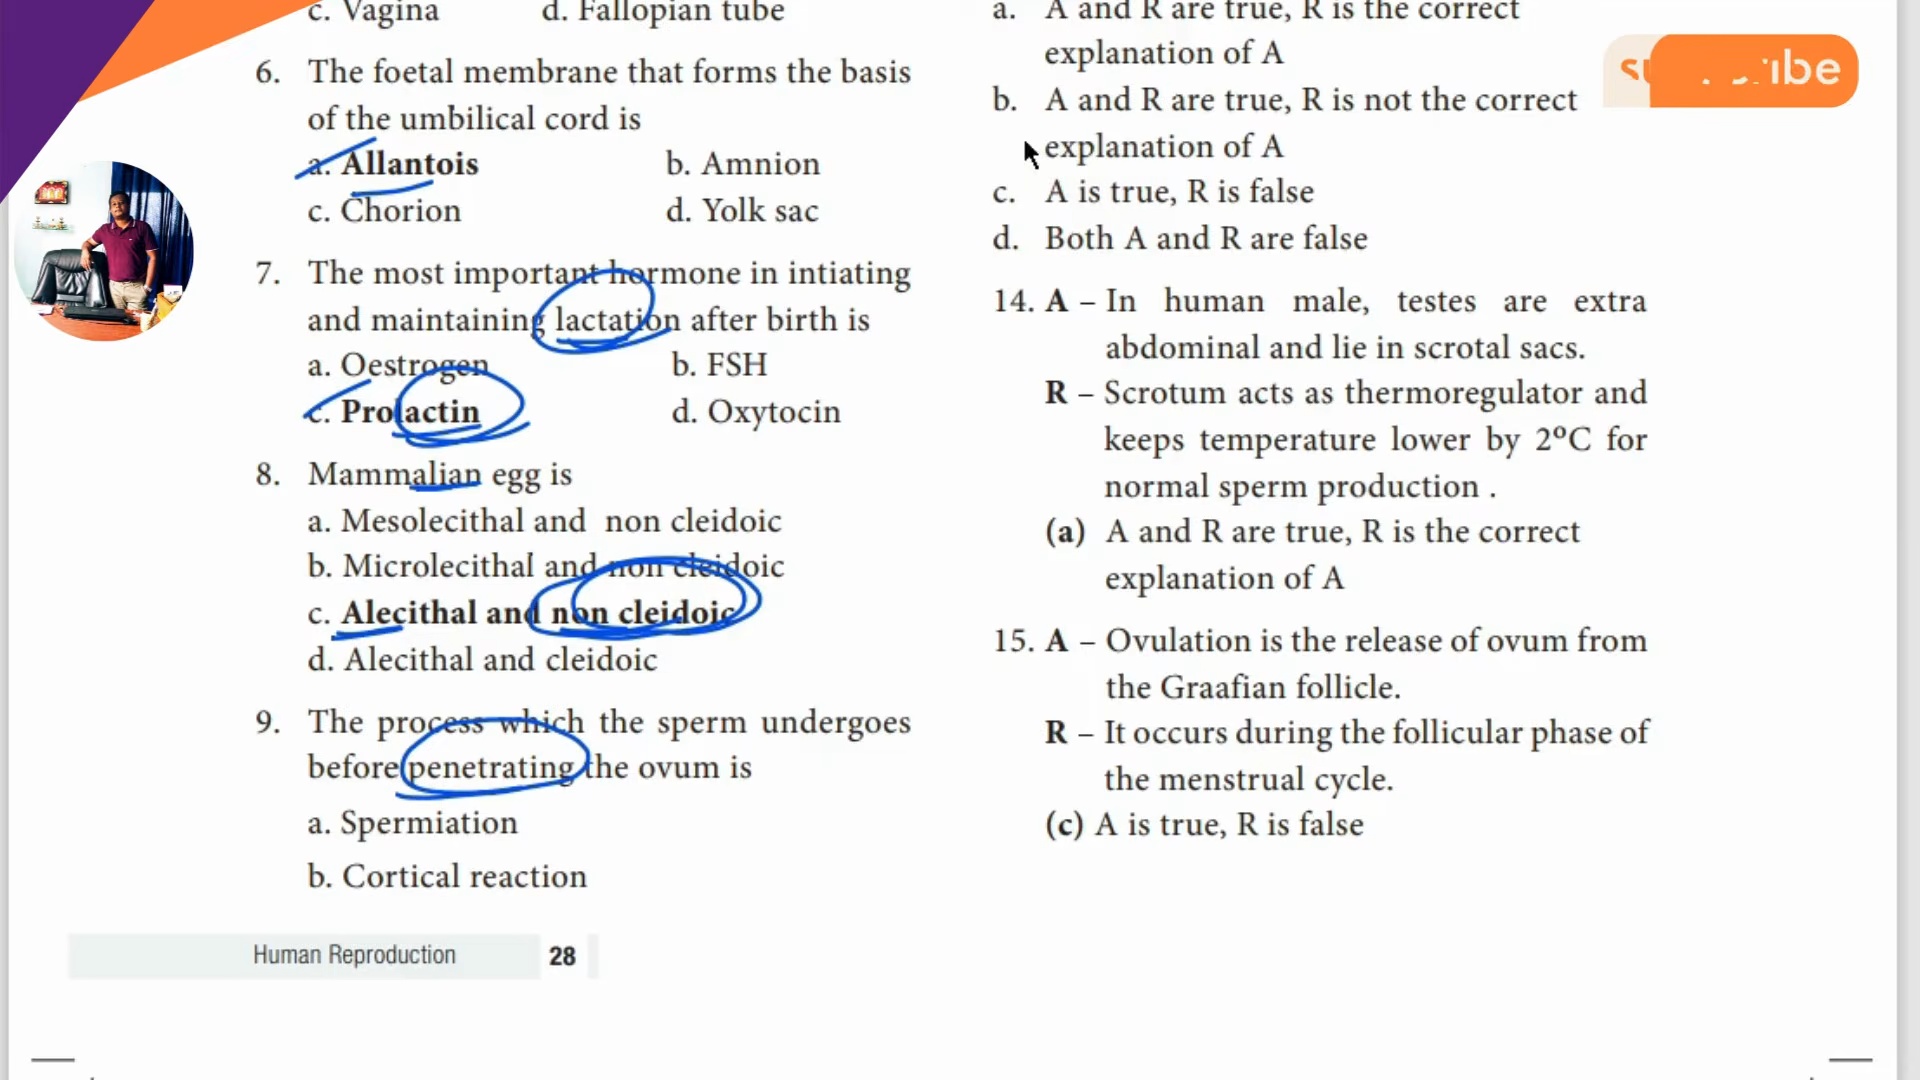 c. Vagina d. Fallopian tube
6. The foetal membrane that forms the basis
of the umbilical cord is
a. Allantois b. Amnion
c. Chorion d. Yolk sac
7. The most important hormone in intiating
and maintaining lactation after birth is
a. Oestrogen b. FSH
c. Prolactin d. Oxytocin
8. Mammalian egg is
a. Mesolecithal and non cleidoic
b. Microlecithal and non cleidoic
c. Alecithal and non cleidoic
d. Alecithal and cleidoic
9. The process which the sperm undergoes
before penetrating the ovum is
a. Spermiation
b. Cortical reaction
Human Reproduction 28
a. A and R are true, R is the correct
explanation of A
b. A and R are true, R is not the correct
explanation of A
c. A is true, R is false
d. Both A and R are false
14. A – In human male, testes are extra
abdominal and lie in scrotal sacs.
R – Scrotum acts as thermoregulator and
keeps temperature lower by 2ºC for
normal sperm production .
(a) A and R are true, R is the correct
explanation of A
15. A – Ovulation is the release of ovum from
the Graafian follicle.
R – It occurs during the follicular phase of
the menstrual cycle.
(c) A is true, R is false